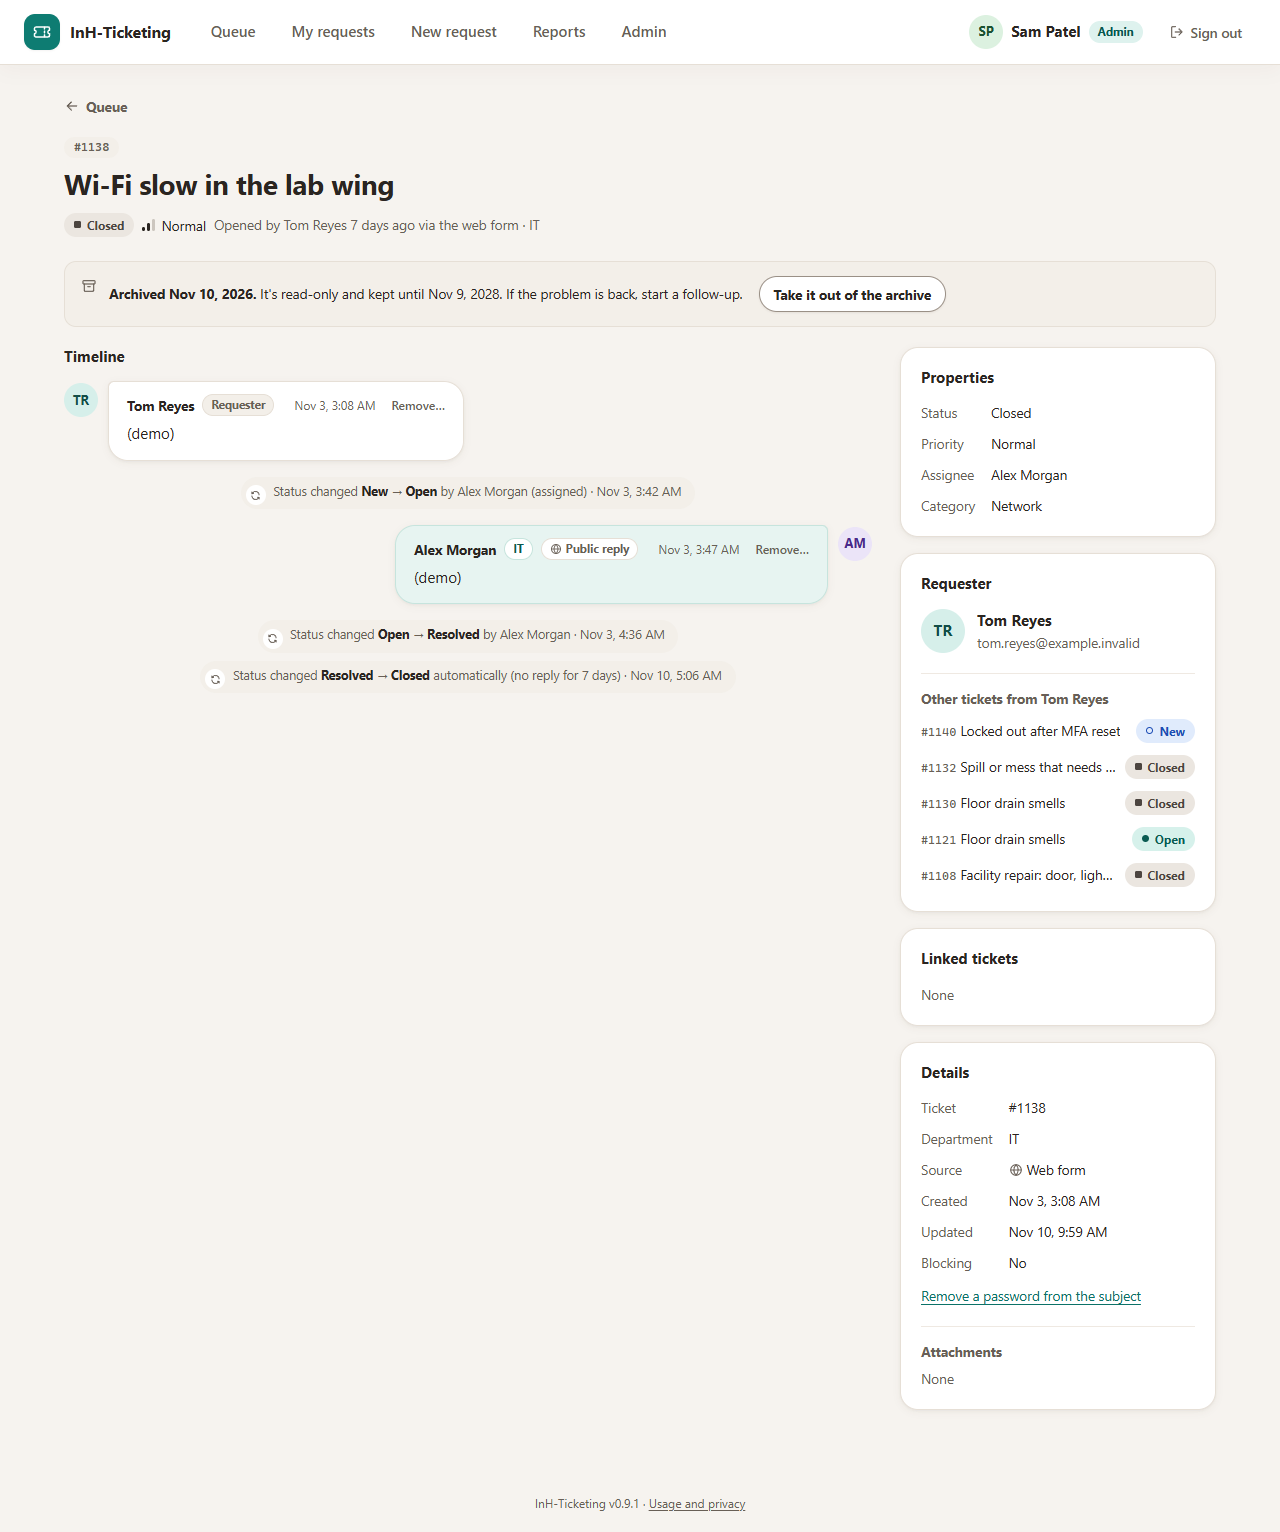 InH-Ticketing Queue My requests New request Reports Admin SP Sam Patel Admin Sign out
Queue
#1138
Wi-Fi slow in the lab wing
Closed Normal Opened by Tom Reyes 7 days ago via the web form · IT
Archived Nov 10, 2026. It's read-only and kept until Nov 9, 2028. If the problem is back, start a follow-up. Take it out of the archive
Timeline
TR Tom Reyes Requester Nov 3, 3:08 AM Remove...
(demo)
Status changed New → Open by Alex Morgan (assigned) · Nov 3, 3:42 AM
Alex Morgan IT Public reply Nov 3, 3:47 AM Remove... AM
(demo)
Status changed Open → Resolved by Alex Morgan · Nov 3, 4:36 AM
Status changed Resolved → Closed automatically (no reply for 7 days) · Nov 10, 5:06 AM
Properties
Status Closed
Priority Normal
Assignee Alex Morgan
Category Network
Requester
TR Tom Reyes
tom.reyes@example.invalid
Other tickets from Tom Reyes
#1140 Locked out after MFA reset New
#1132 Spill or mess that needs ... Closed
#1130 Floor drain smells Closed
#1121 Floor drain smells Open
#1108 Facility repair: door, ligh... Closed
Linked tickets
None
Details
Ticket #1138
Department IT
Source Web form
Created Nov 3, 3:08 AM
Updated Nov 10, 9:59 AM
Blocking No
Remove a password from the subject
Attachments
None
InH-Ticketing v0.9.1 · Usage and privacy